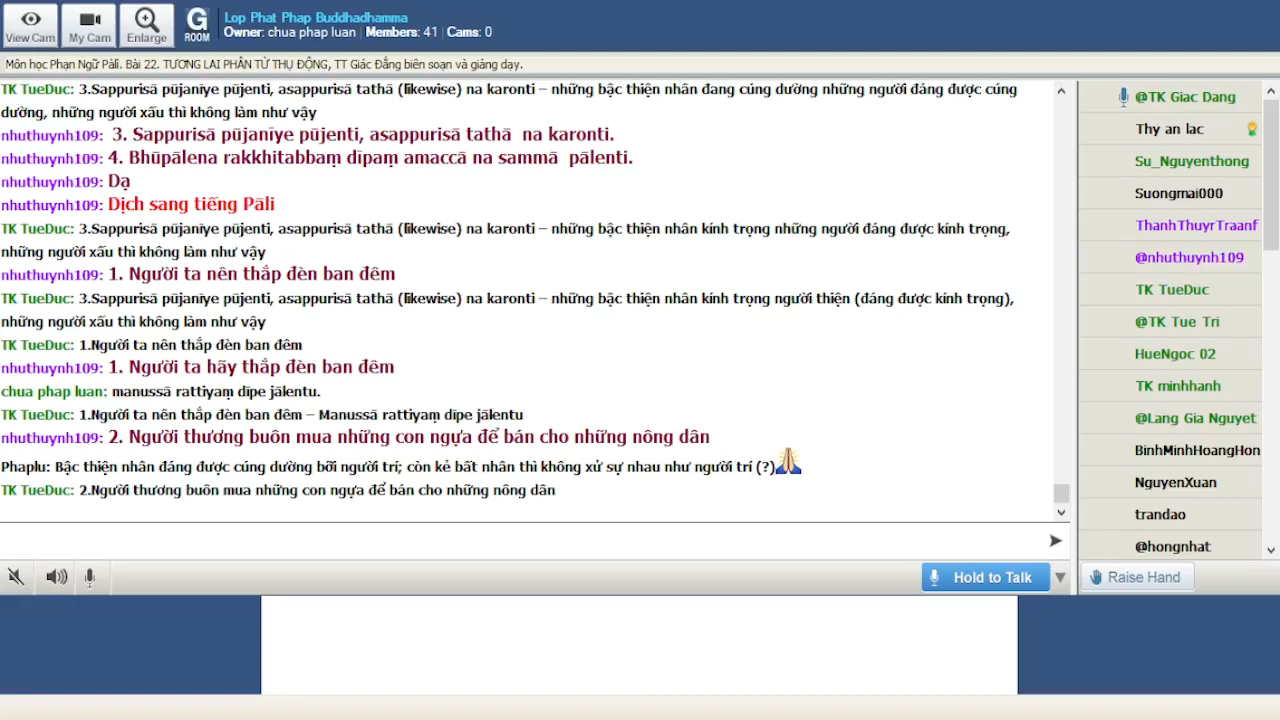 View Cam
My Cam
Enlarge
G
ROOM
Lop Phat Phap Buddhadhamma
Owner: chua phap luan | Members: 41 | Cams: 0
Môn học Phạn Ngữ Pāli. Bài 22. TƯƠNG LAI PHÂN TỪ THỤ ĐỘNG, TT Giác Đẳng biên soạn và giảng dạy.
TK TueDuc: 3.Sappurisā pūjanīye pūjenti, asappurisā tathā (likewise) na karonti – những bậc thiện nhân đang cúng dường những người đáng được cúng
dường, những người xấu thì không làm như vậy
nhuthuynh109: 3. Sappurisā pūjanīye pūjenti, asappurisā tathā na karonti.
nhuthuynh109: 4. Bhūpālena rakkhitabbaṃ dīpaṃ amaccā na sammā pālenti.
nhuthuynh109: Dạ
nhuthuynh109: Dịch sang tiếng Pāli
TK TueDuc: 3.Sappurisā pūjanīye pūjenti, asappurisā tathā (likewise) na karonti – những bậc thiện nhân kính trọng những người đáng được kính trọng,
những người xấu thì không làm như vậy
nhuthuynh109: 1. Người ta nên thắp đèn ban đêm
TK TueDuc: 3.Sappurisā pūjanīye pūjenti, asappurisā tathā (likewise) na karonti – những bậc thiện nhân kính trọng người thiện (đáng được kính trọng),
những người xấu thì không làm như vậy
TK TueDuc: 1.Người ta nên thắp đèn ban đêm
nhuthuynh109: 1. Người ta hãy thắp đèn ban đêm
chua phap luan: manussā rattiyaṃ dīpe jālentu.
TK TueDuc: 1.Người ta nên thắp đèn ban đêm – Manussā rattiyaṃ dīpe jālentu
nhuthuynh109: 2. Người thương buôn mua những con ngựa để bán cho những nông dân
Phaplu: Bậc thiện nhân đáng được cúng dường bởi người trí; còn kẻ bất nhân thì không xử sự nhau như người trí (?)
TK TueDuc: 2.Người thương buôn mua những con ngựa để bán cho những nông dân
@TK Giac Dang
Thy an lac
Su_Nguyenthong
Suongmai000
ThanhThuyrTraanf
@nhuthuynh109
TK TueDuc
@TK Tue Tri
HueNgoc 02
TK minhhanh
@Lang Gia Nguyet
BinhMinhHoangHon
NguyenXuan
trandao
@hongnhat
Hold to Talk
Raise Hand